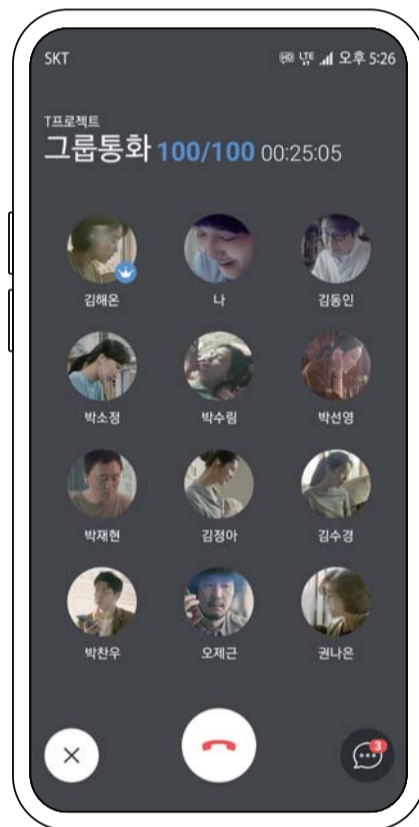 SKT HD LTE 오후 5:26
T프로젝트
그룹통화 100/100 00:25:05
김해온 나 김동인
박소정 박수림 박선영
박재현 김정아 김수경
박찬우 오제근 권나은
3